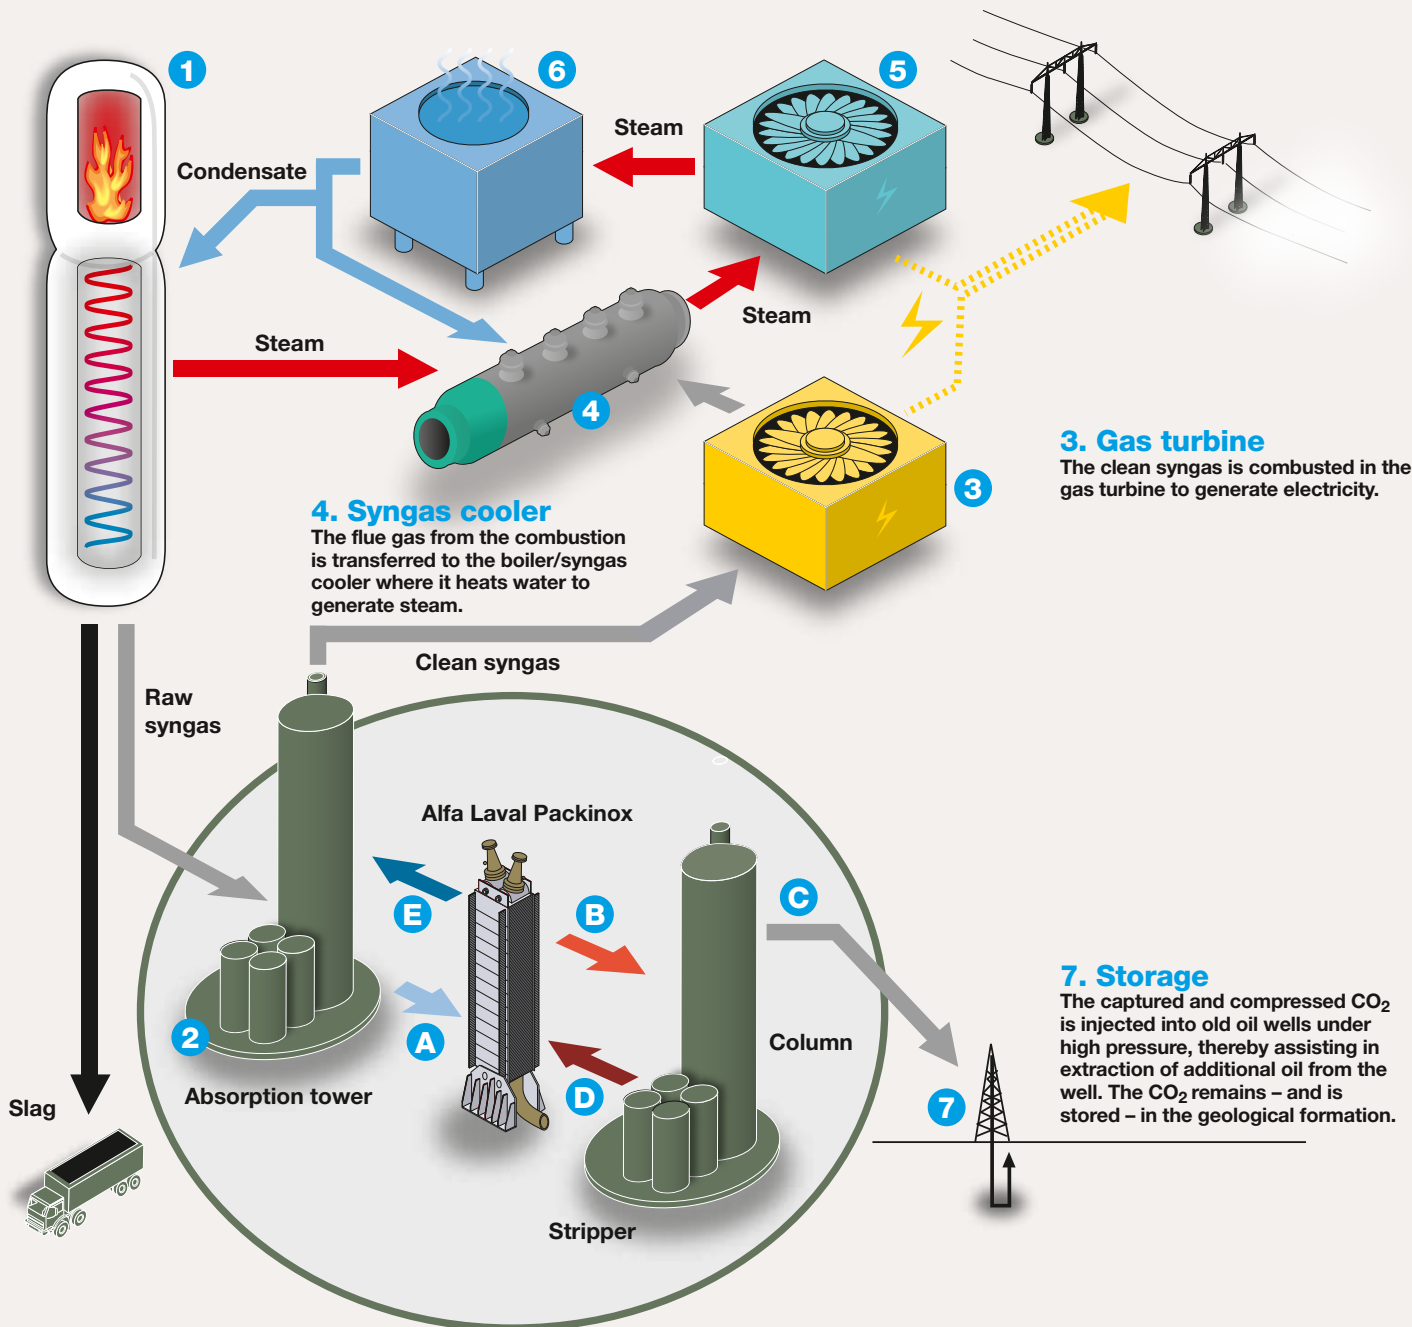 1
6
5
Steam
Condensate
Steam
Steam
4
3
3. Gas turbine
The clean syngas is combusted in the
gas turbine to generate electricity.
4. Syngas cooler
The flue gas from the combustion
is transferred to the boiler/syngas
cooler where it heats water to
generate steam.
Clean syngas
Raw
syngas
Alfa Laval Packinox
E
B
C
2
A
D
Column
Absorption tower
Stripper
Slag
7. Storage
The captured and compressed CO₂
is injected into old oil wells under
high pressure, thereby assisting in
extraction of additional oil from the
well. The CO₂ remains – and is
stored – in the geological formation.
7